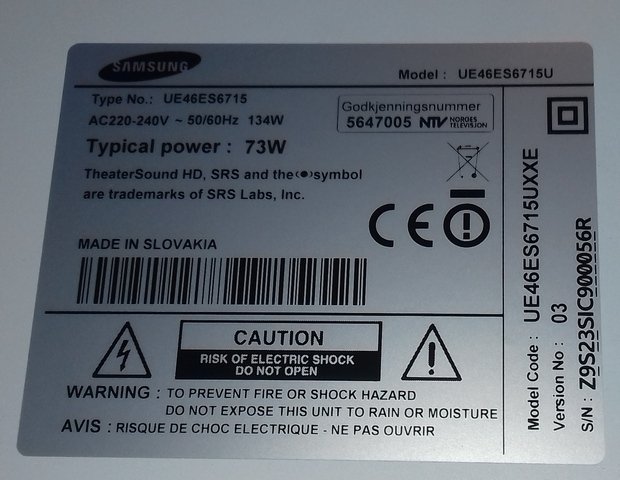 SAMSUNG
Model : UE46ES6715U
Type No.: UE46ES6715
AC220-240V ~ 50/60Hz 134W
Typical power : 73W
Godkjenningsnummer
5647005 NTV NORGES TELEVISION
TheaterSound HD, SRS and the (●) symbol
are trademarks of SRS Labs, Inc.
CE
MADE IN SLOVAKIA
CAUTION
RISK OF ELECTRIC SHOCK
DO NOT OPEN
WARNING : TO PREVENT FIRE OR SHOCK HAZARD
DO NOT EXPOSE THIS UNIT TO RAIN OR MOISTURE
AVIS : RISQUE DE CHOC ELECTRIQUE - NE PAS OUVRIR
Model Code : UE46ES6715UXXE
Version No : 03
S/N : Z9S23SIC900056R